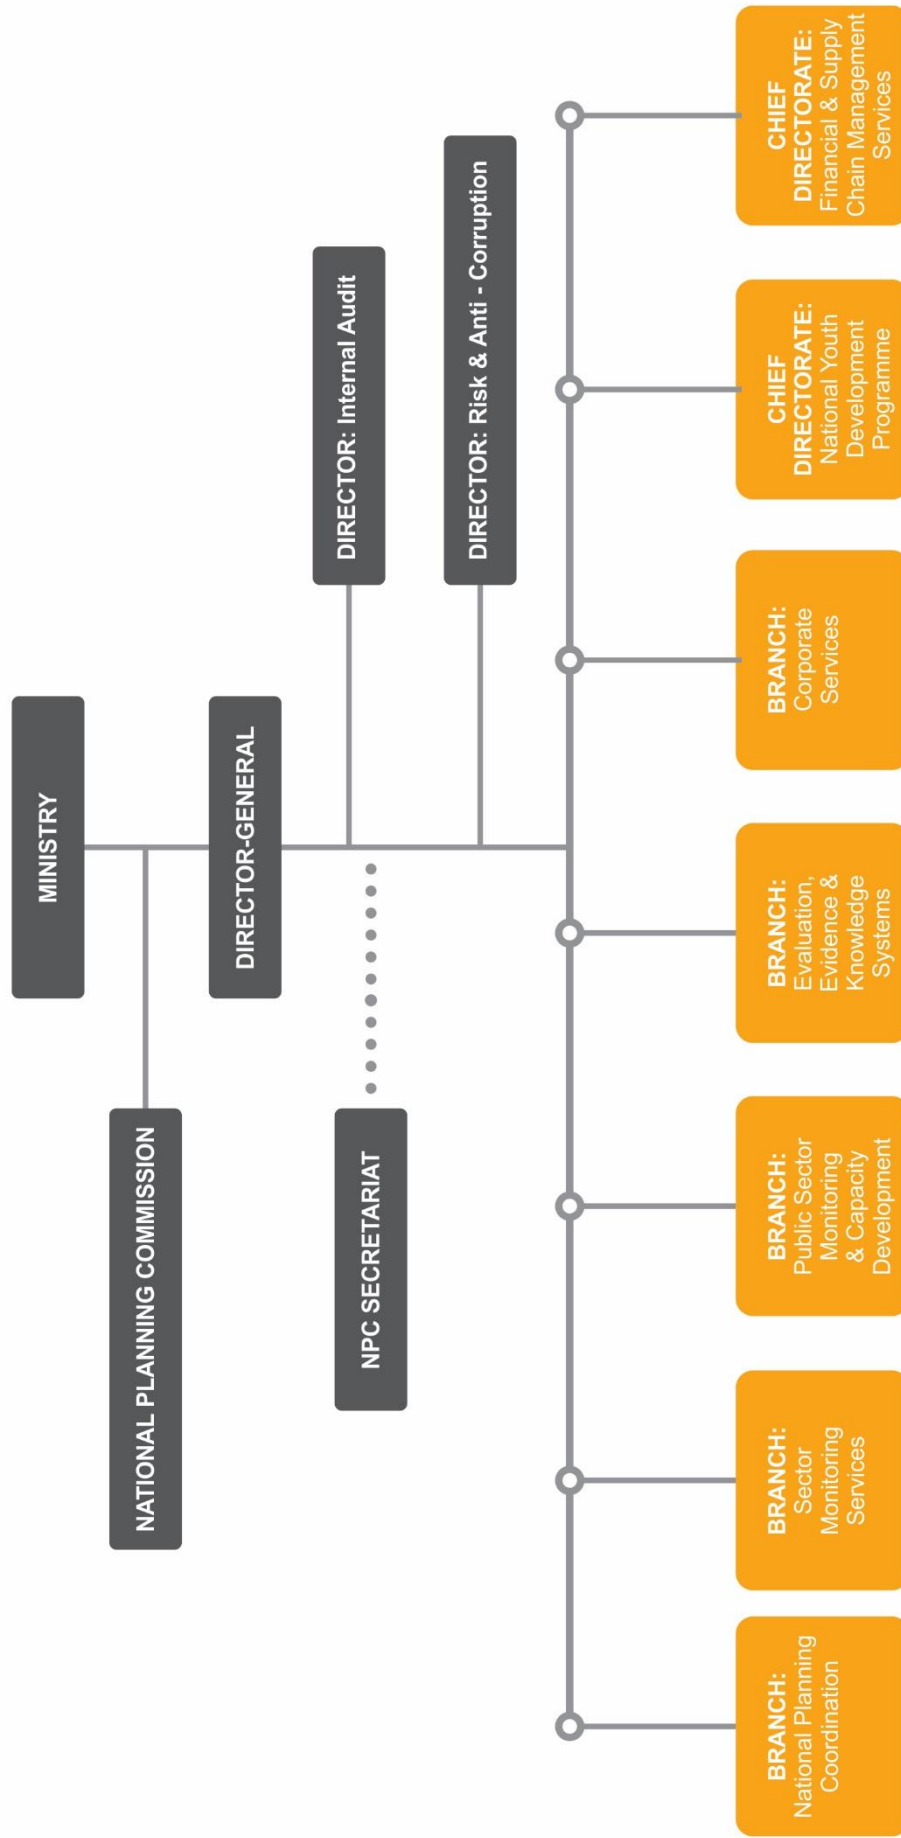 MINISTRY
NATIONAL PLANNING COMMISSION
DIRECTOR-GENERAL
DIRECTOR: Internal Audit
NPC SECRETARIAT
DIRECTOR: Risk & Anti - Corruption
BRANCH:
National Planning
Coordination
BRANCH:
Sector
Monitoring
Services
BRANCH:
Public Sector
Monitoring
& Capacity
Development
BRANCH:
Evaluation,
Evidence &
Knowledge
Systems
BRANCH:
Corporate
Services
CHIEF
DIRECTORATE:
National Youth
Development
Programme
CHIEF
DIRECTORATE:
Financial & Supply
Chain Management
Services